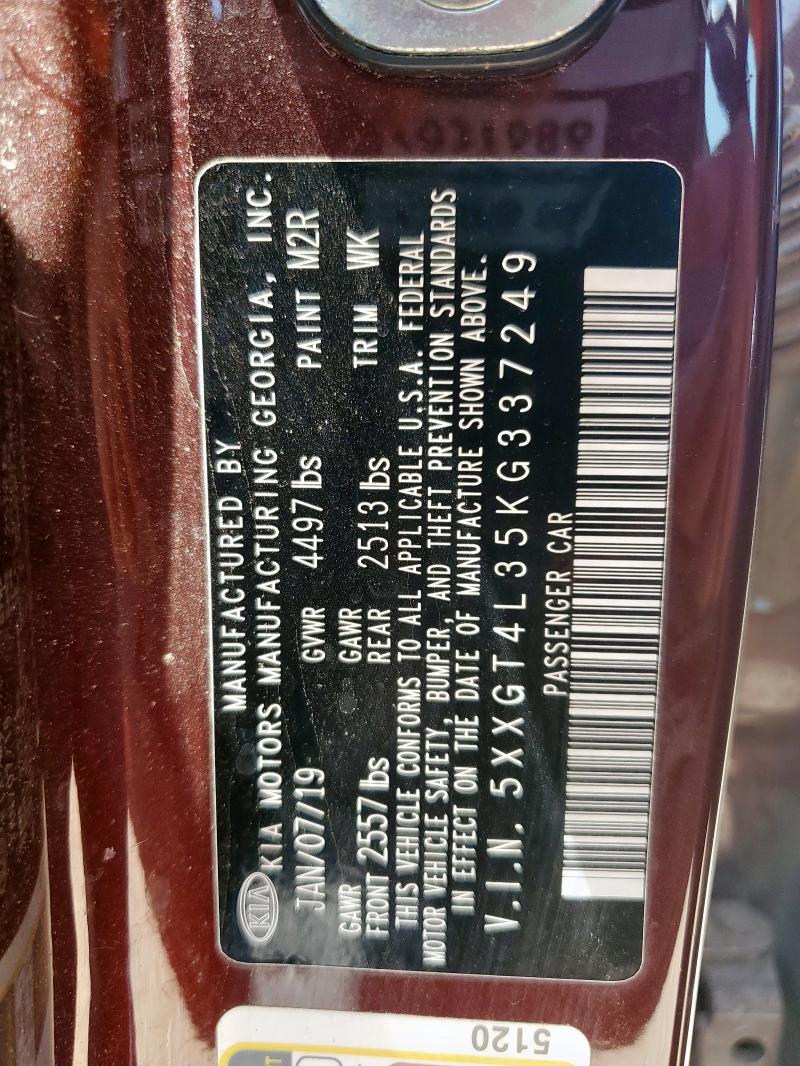 MANUFACTURED BY
KIA KIA MOTORS MANUFACTURING GEORGIA, INC.
JAN/07/19 GVWR 4497 lbs PAINT M2R
GAWR FRONT 2557 lbs GAWR REAR 2513 lbs TRIM WK
THIS VEHICLE CONFORMS TO ALL APPLICABLE U.S.A. FEDERAL
MOTOR VEHICLE SAFETY, BUMPER, AND THEFT PREVENTION STANDARDS
IN EFFECT ON THE DATE OF MANUFACTURE SHOWN ABOVE.
V.I.N. 5XXGT4L35KG337249
PASSENGER CAR
5120